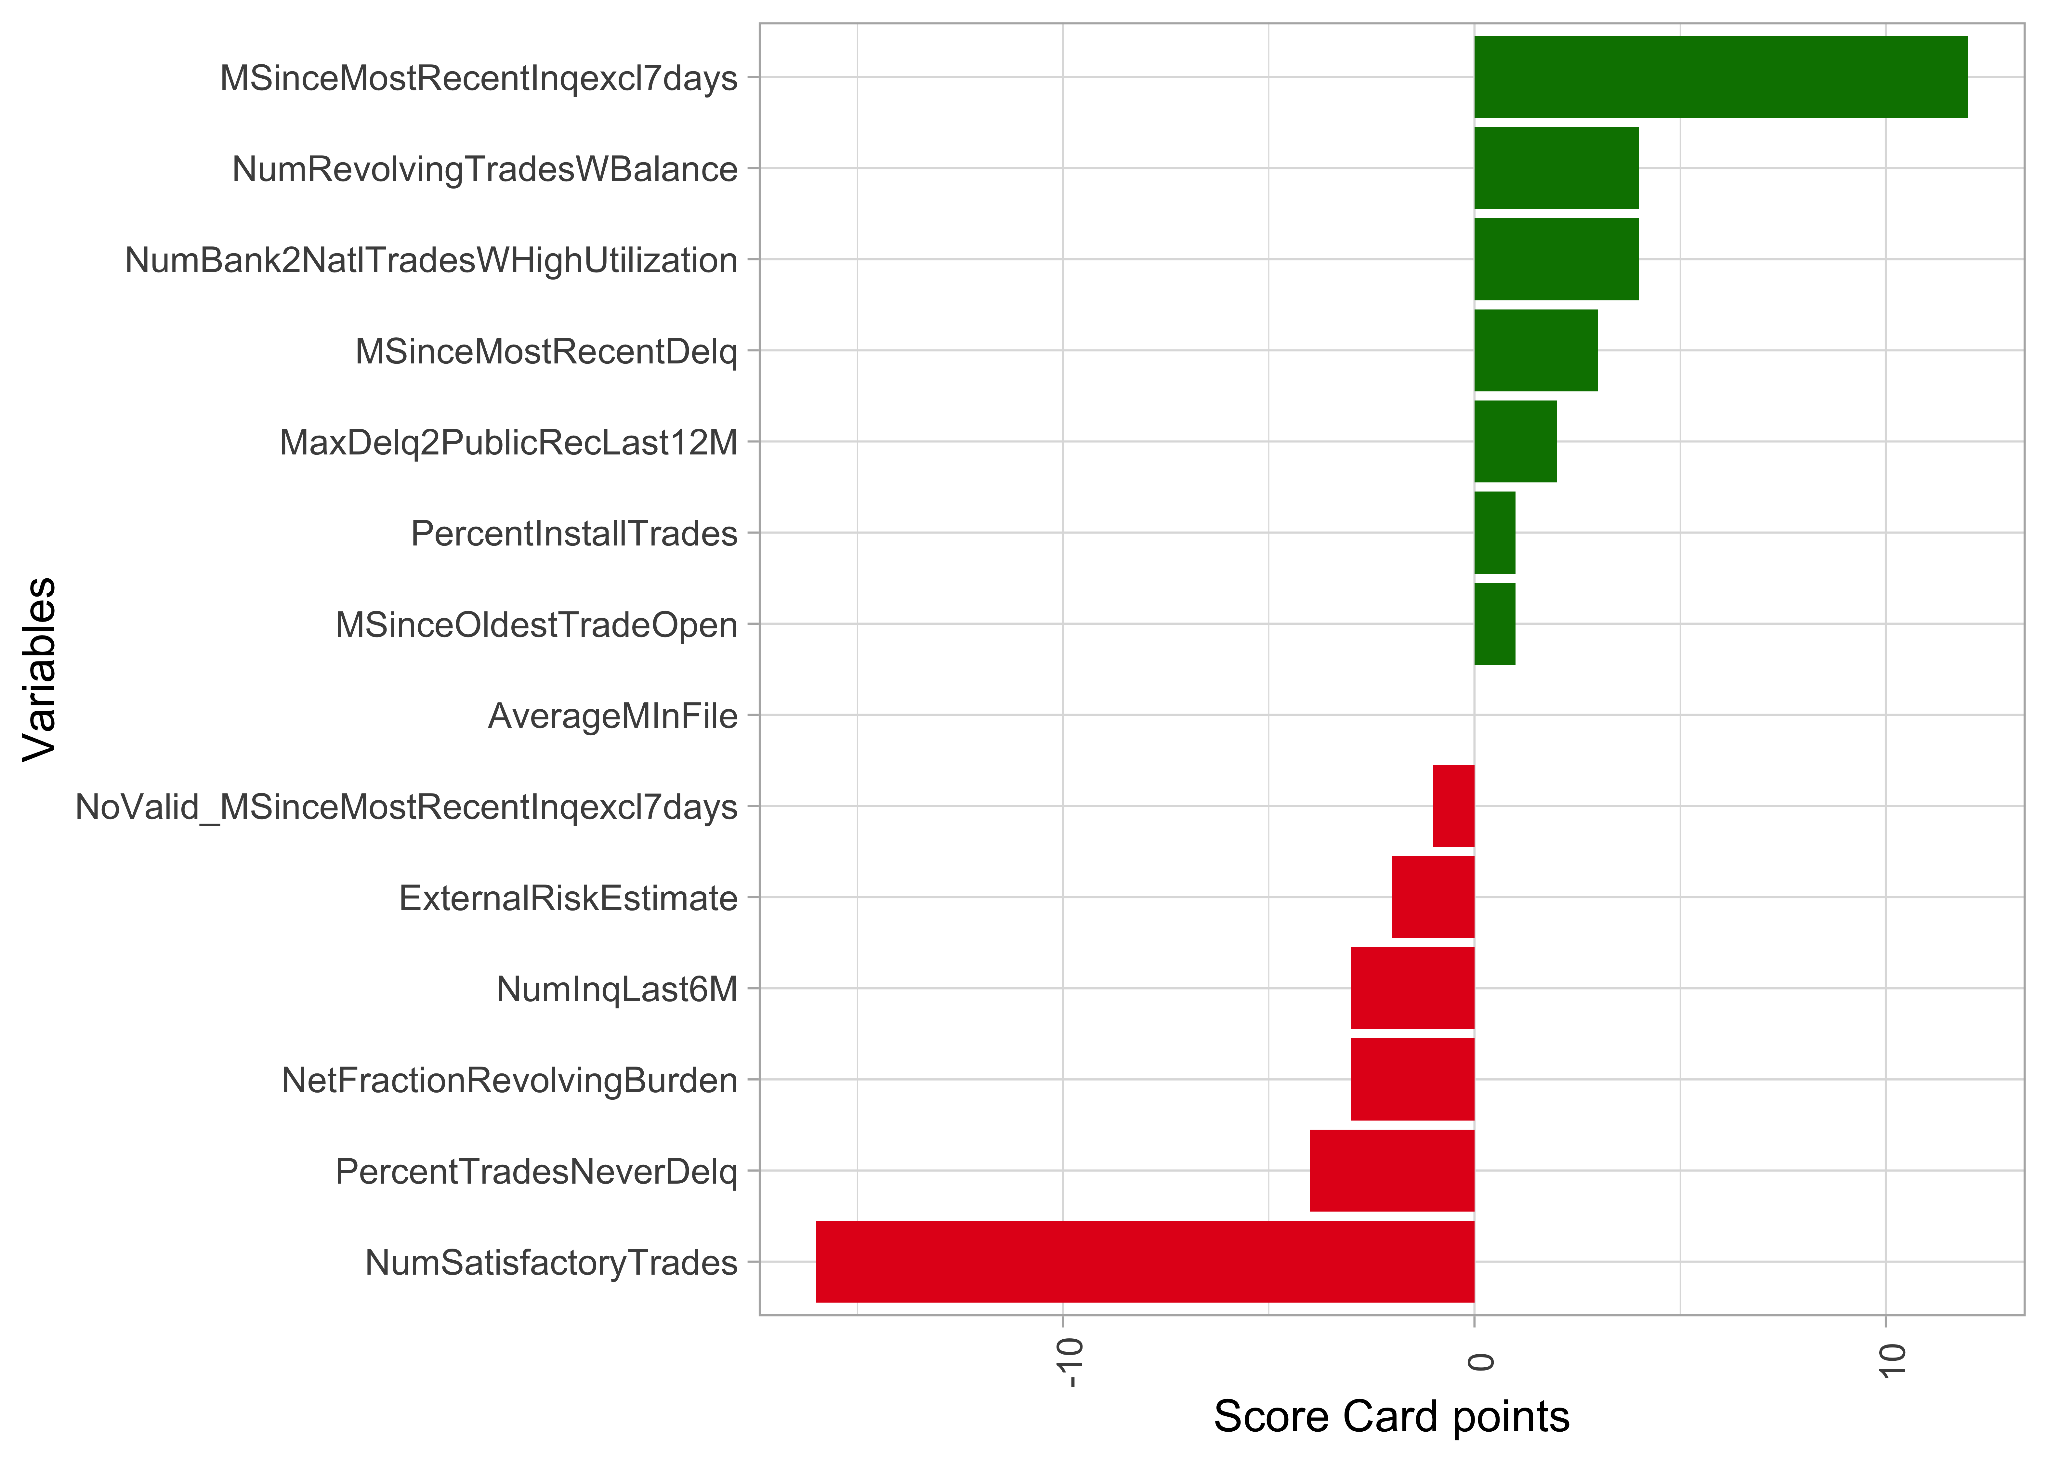 MSinceMostRecentInqexcl7days
NumRevolvingTradesWBalance
NumBank2NatlTradesWHighUtilization
MSinceMostRecentDelq
MaxDelq2PublicRecLast12M
PercentInstallTrades
MSinceOldestTradeOpen
AverageMInFile
NoValid_MSinceMostRecentInqexcl7days
ExternalRiskEstimate
NumInqLast6M
NetFractionRevolvingBurden
PercentTradesNeverDelq
NumSatisfactoryTrades
Variables
-10
0
10
Score Card points